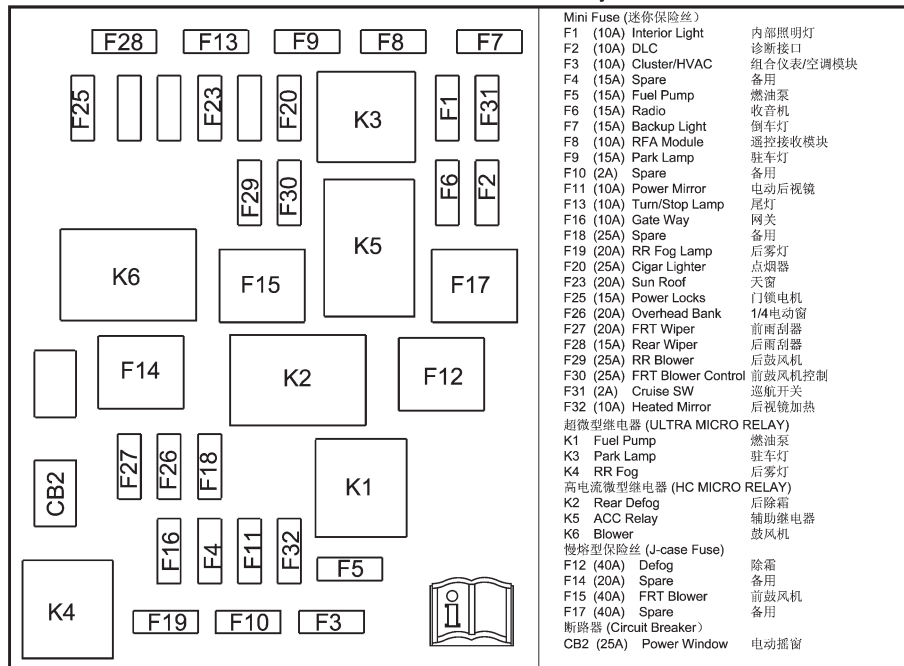 F28 F13 F9 F8 F7
F25 F23 F20 K3 F1 F31
F29 F30 K5 F6 F2
K6 F15 F17
F14 K2 F12
CB2 F27 F26 F18 K1
F16 F4 F11 F32 F5
K4 F19 F10 F3
i
Mini Fuse (迷你保险丝)
F1 (10A) Interior Light 内部照明灯
F2 (10A) DLC 诊断接口
F3 (10A) Cluster/HVAC 组合仪表/空调模块
F4 (15A) Spare 备用
F5 (15A) Fuel Pump 燃油泵
F6 (15A) Radio 收音机
F7 (15A) Backup Light 倒车灯
F8 (10A) RFA Module 遥控接收模块
F9 (15A) Park Lamp 驻车灯
F10 (2A) Spare 备用
F11 (10A) Power Mirror 电动后视镜
F13 (10A) Turn/Stop Lamp 尾灯
F16 (10A) Gate Way 网关
F18 (25A) Spare 备用
F19 (20A) RR Fog Lamp 后雾灯
F20 (25A) Cigar Lighter 点烟器
F23 (20A) Sun Roof 天窗
F25 (15A) Power Locks 门锁电机
F26 (20A) Overhead Bank 1/4电动窗
F27 (20A) FRT Wiper 前雨刮器
F28 (15A) Rear Wiper 后雨刮器
F29 (25A) RR Blower 后鼓风机
F30 (25A) FRT Blower Control 前鼓风机控制
F31 (2A) Cruise SW 巡航开关
F32 (10A) Heated Mirror 后视镜加热
超微型继电器 (ULTRA MICRO RELAY)
K1 Fuel Pump 燃油泵
K3 Park Lamp 驻车灯
K4 RR Fog 后雾灯
高电流微型继电器 (HC MICRO RELAY)
K2 Rear Defog 后除霜
K5 ACC Relay 辅助继电器
K6 Blower 鼓风机
慢熔型保险丝 (J-case Fuse)
F12 (40A) Defog 除霜
F14 (20A) Spare 备用
F15 (40A) FRT Blower 前鼓风机
F17 (40A) Spare 备用
断路器 (Circuit Breaker)
CB2 (25A) Power Window 电动摇窗